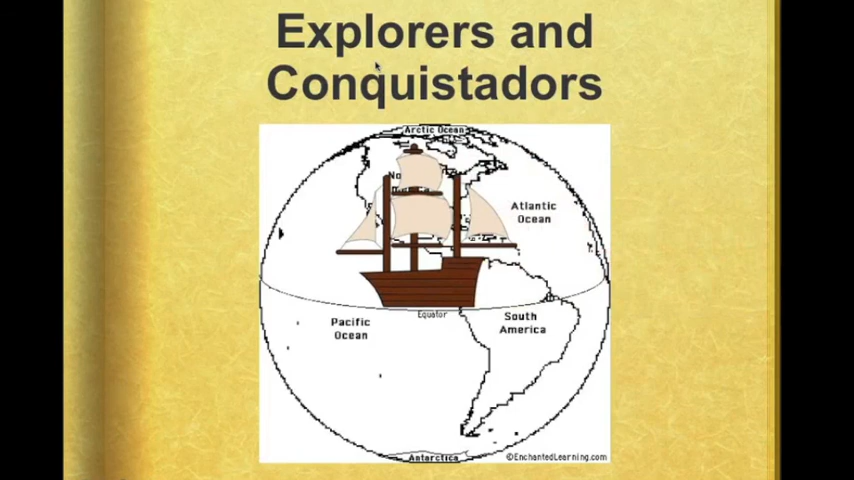 Explorers and
Conquistadors
Arctic Ocean
Atlantic
Ocean
Equator
Pacific
Ocean
South
America
Antarctica
©EnchantedLearning.com